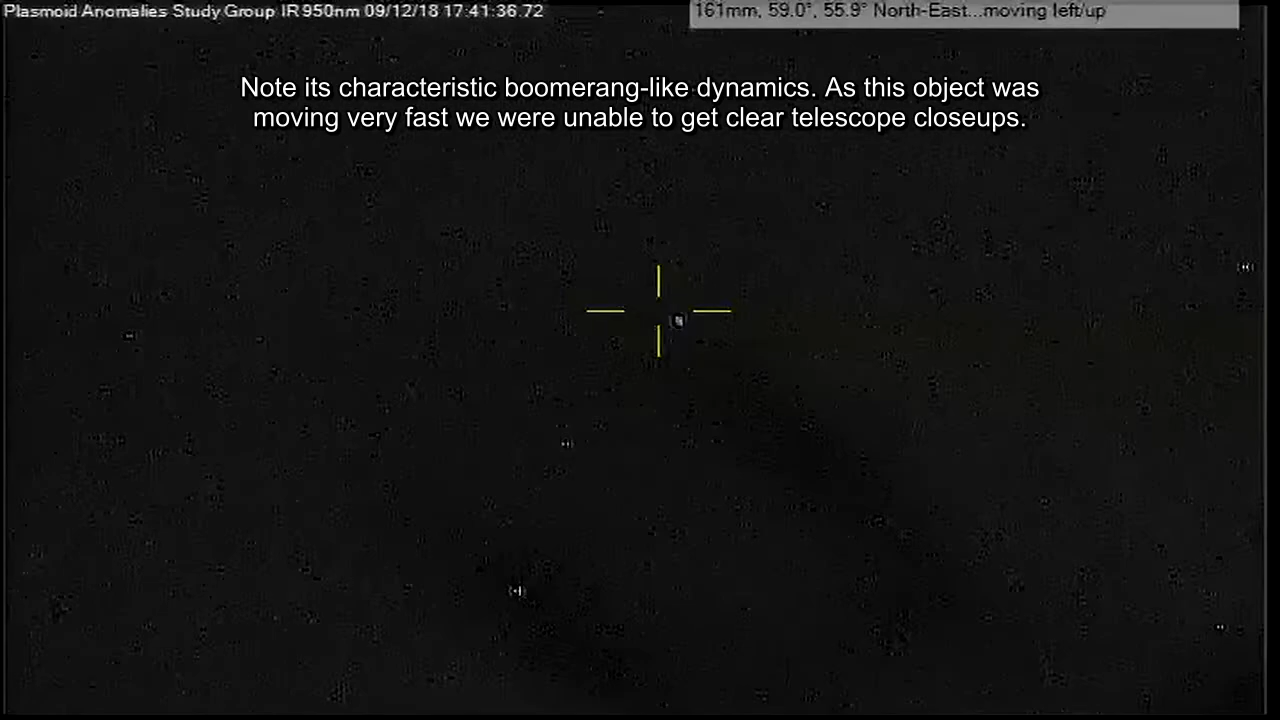 Plasmoid Anomalies Study Group IR 950nm 09/12/18 17:41:36.72
161mm, 59.0°, 55.9° North-East...moving left/up
Note its characteristic boomerang-like dynamics. As this object was
moving very fast we were unable to get clear telescope closeups.